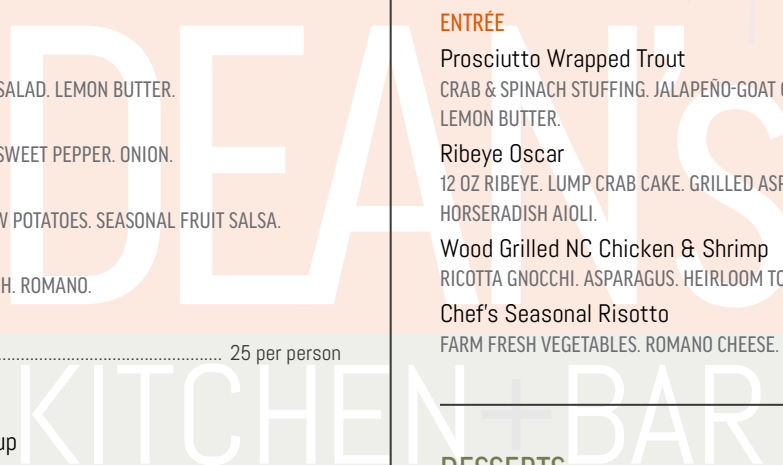 DEAN's
KITCHEN+BAR
SALAD. LEMON BUTTER.
SWEET PEPPER. ONION.
POTATOES. SEASONAL FRUIT SALSA.
ROMANO.
25 per person
ENTRÉE
Prosciutto Wrapped Trout
CRAB & SPINACH STUFFING. JALAPEÑO-GOAT
LEMON BUTTER.
Ribeye Oscar
12 OZ RIBEYE. LUMP CRAB CAKE. GRILLED
HORSERADISH AIOLI.
Wood Grilled NC Chicken & Shrimp
RICOTTA GNOCCHI. ASPARAGUS. HEIRLOOM
Chef's Seasonal Risotto
FARM FRESH VEGETABLES. ROMANO CHEESE.
DESSERTS